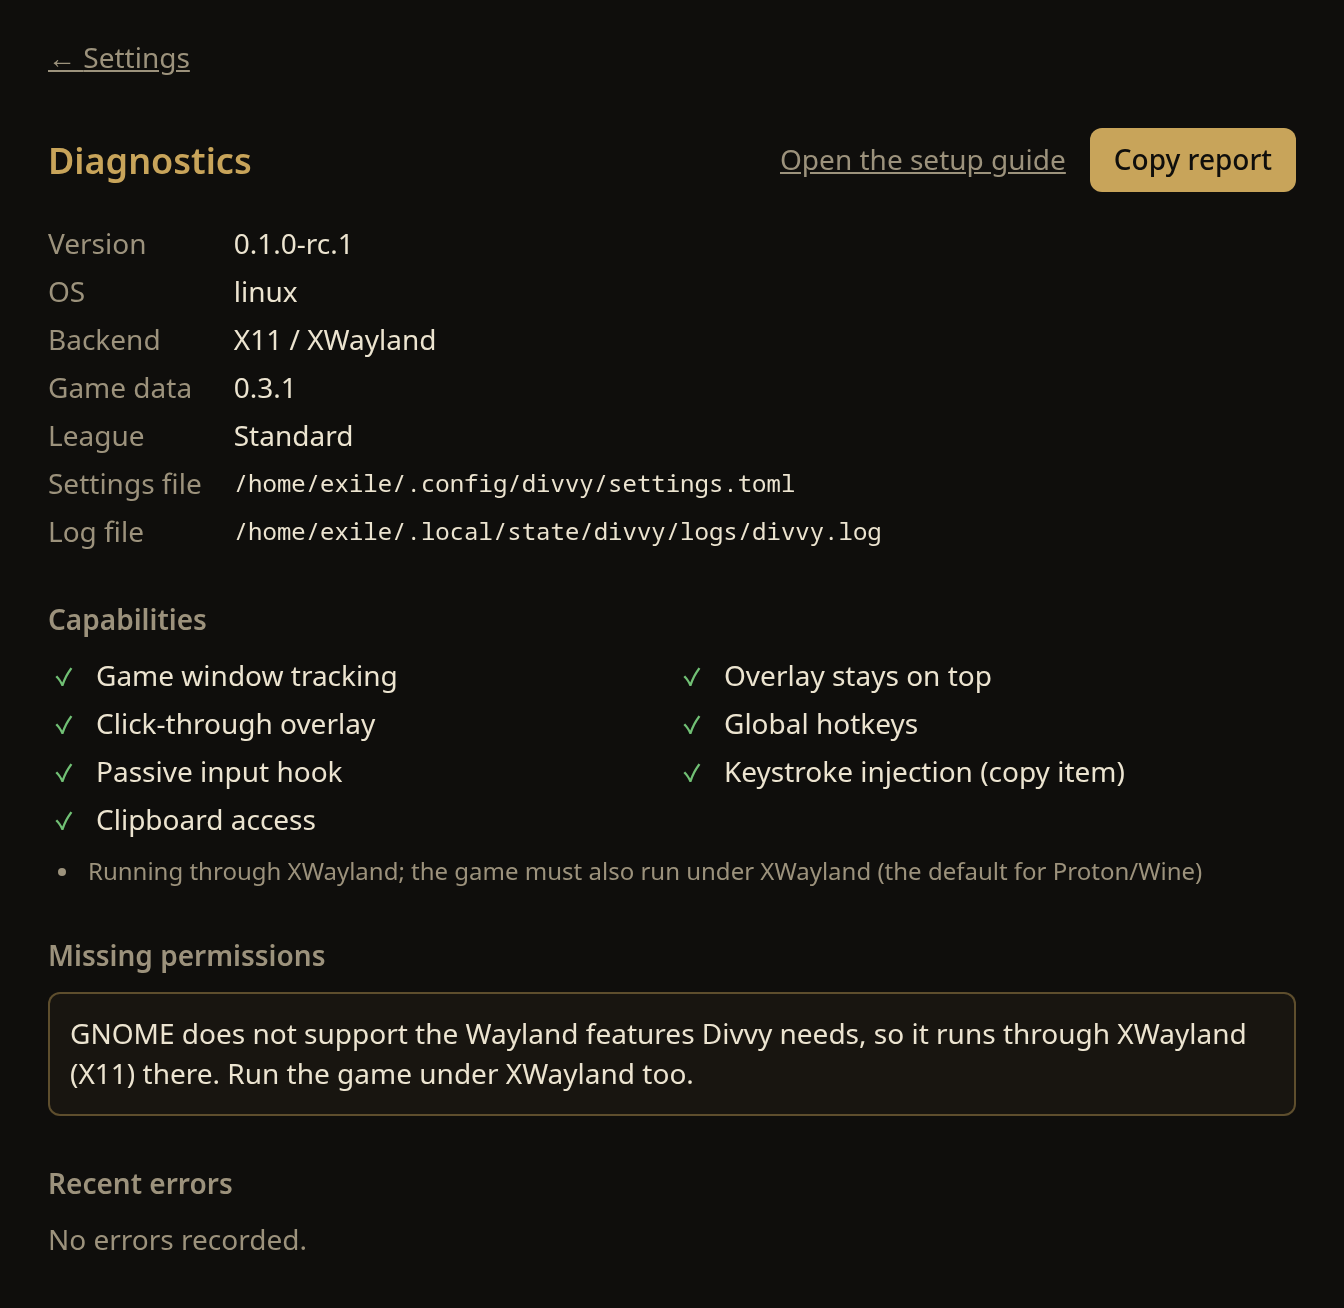 ← Settings
Diagnostics
Open the setup guide
Copy report
Version 0.1.0-rc.1
OS linux
Backend X11 / XWayland
Game data 0.3.1
League Standard
Settings file /home/exile/.config/divvy/settings.toml
Log file /home/exile/.local/state/divvy/logs/divvy.log
Capabilities
✓ Game window tracking
✓ Overlay stays on top
✓ Click-through overlay
✓ Global hotkeys
✓ Passive input hook
✓ Keystroke injection (copy item)
✓ Clipboard access
• Running through XWayland; the game must also run under XWayland (the default for Proton/Wine)
Missing permissions
GNOME does not support the Wayland features Divvy needs, so it runs through XWayland
(X11) there. Run the game under XWayland too.
Recent errors
No errors recorded.